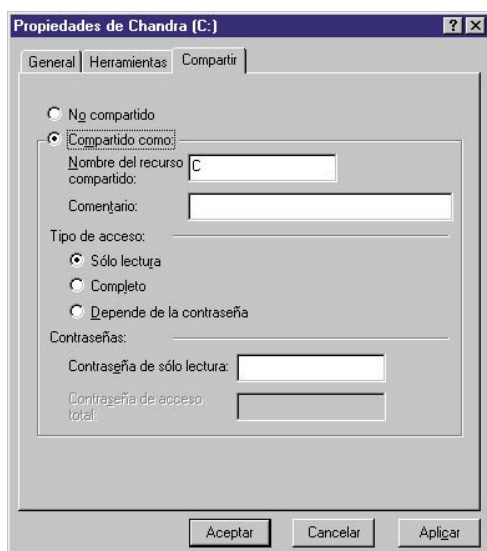 Propiedades de Chandra (C:)
General Herramientas Compartir
No compartido
Compartido como:
Nombre del recurso
compartido: C
Comentario:
Tipo de acceso:
Sólo lectura
Completo
Depende de la contraseña
Contraseñas:
Contraseña de sólo lectura:
Contraseña de acceso
total:
Aceptar Cancelar Aplicar